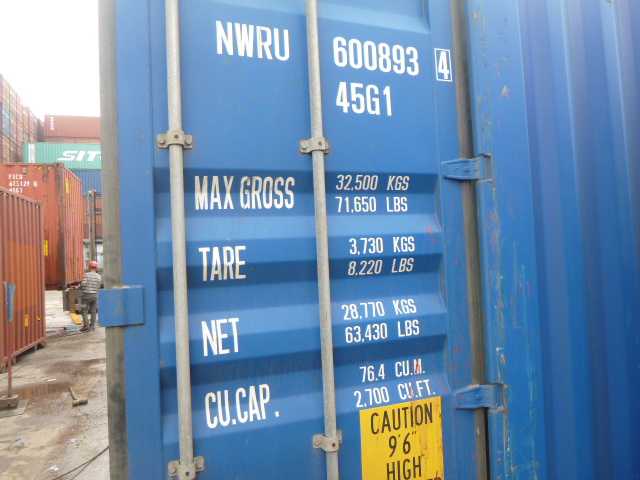 NWRU 600893 4
45G1
MAX GROSS 32,500 KGS
71,650 LBS
TARE 3,730 KGS
8,220 LBS
NET 28,770 KGS
63,430 LBS
CU.CAP. 76.4 CU.M.
2,700 CU.FT.
CAUTION
9'6"
HIGH
SIT